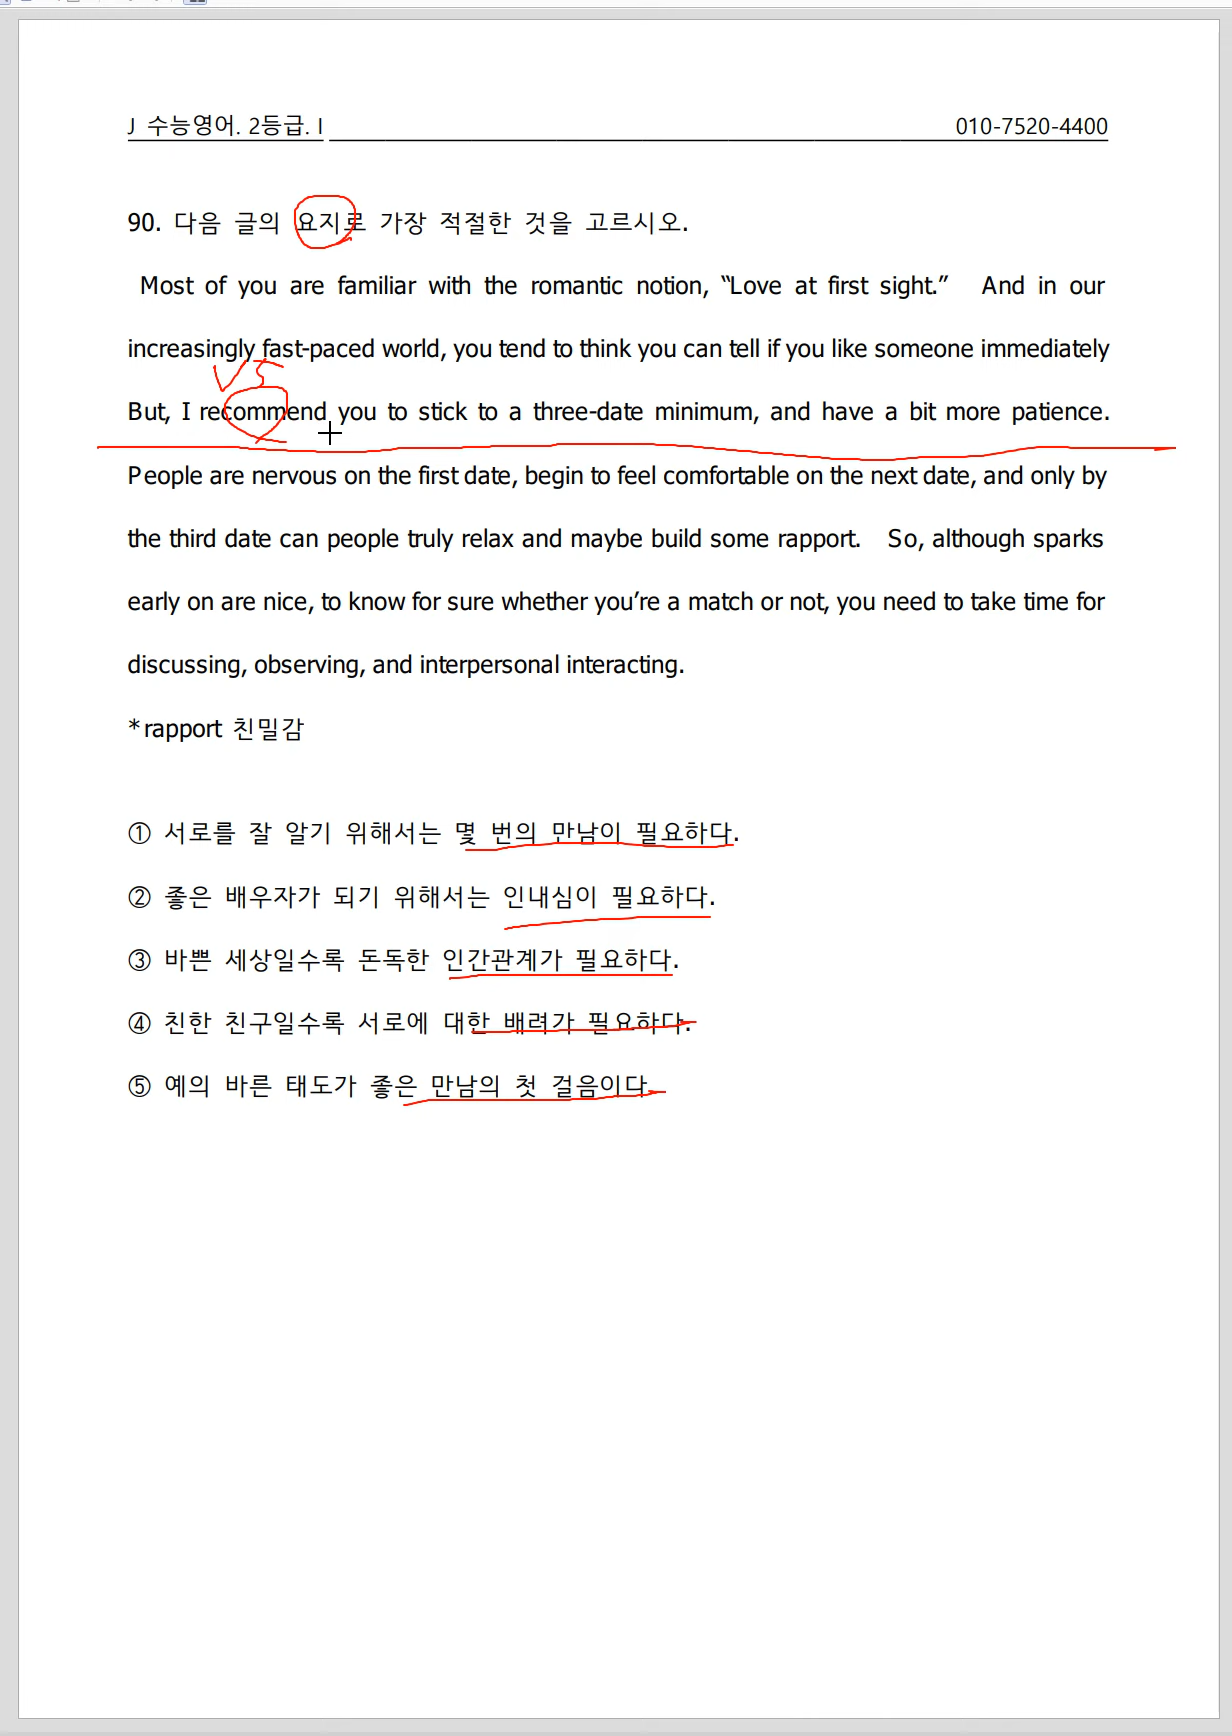 J 수능영어. 2등급. I 010-7520-4400
90. 다음 글의 요지로 가장 적절한 것을 고르시오.
Most of you are familiar with the romantic notion, “Love at first sight.” And in our
increasingly fast-paced world, you tend to think you can tell if you like someone immediately
VS
But, I recommend you to stick to a three-date minimum, and have a bit more patience.
People are nervous on the first date, begin to feel comfortable on the next date, and only by
the third date can people truly relax and maybe build some rapport. So, although sparks
early on are nice, to know for sure whether you’re a match or not, you need to take time for
discussing, observing, and interpersonal interacting.
*rapport 친밀감
① 서로를 잘 알기 위해서는 몇 번의 만남이 필요하다.
② 좋은 배우자가 되기 위해서는 인내심이 필요하다.
③ 바쁜 세상일수록 돈독한 인간관계가 필요하다.
④ 친한 친구일수록 서로에 대한 배려가 필요하다.
⑤ 예의 바른 태도가 좋은 만남의 첫 걸음이다.